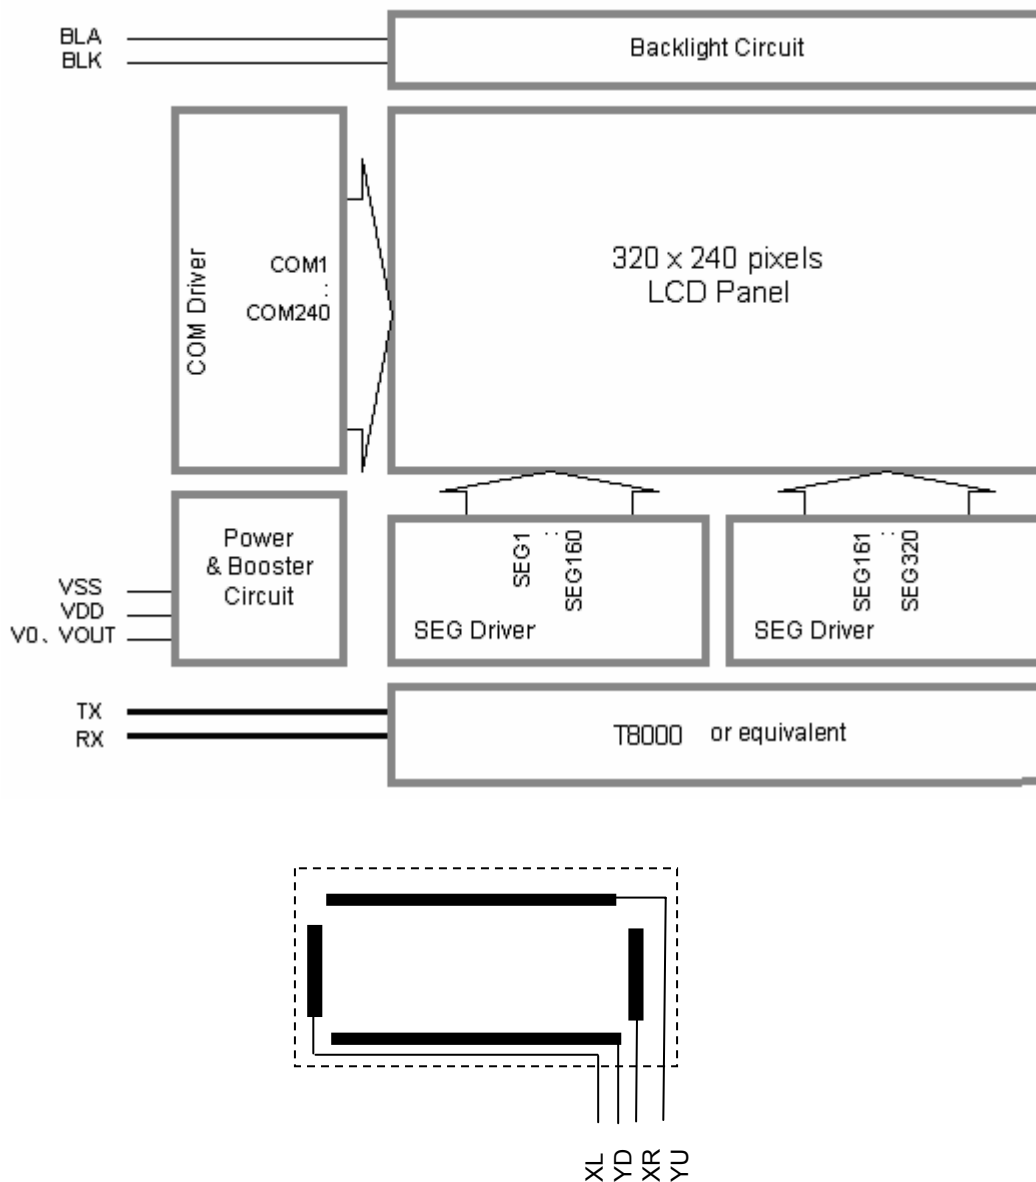 BLA
BLK
Backlight Circuit
COM Driver
COM1
:
COM240
320 x 240 pixels
LCD Panel
Power
& Booster
Circuit
VSS
VDD
V0、VOUT
SEG1
:
SEG160
SEG Driver
SEG161
:
SEG320
SEG Driver
TX
RX
T8000 or equivalent
XL
YD
XR
YU